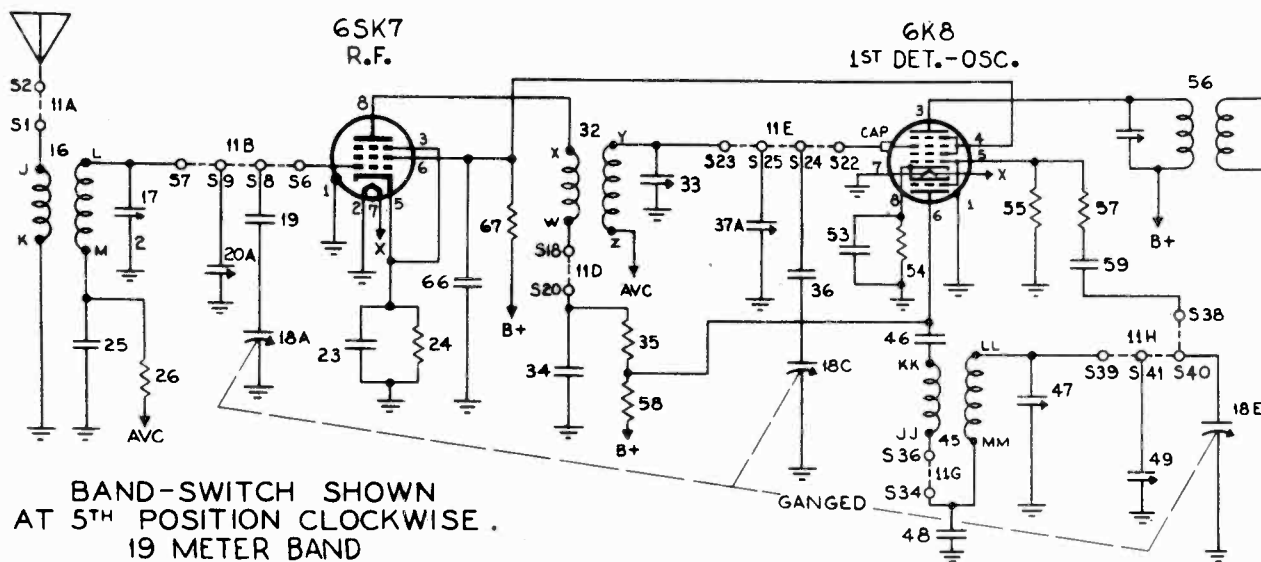 6SK7
R.F.
6K8
1ST DET.-OSC.
S2
11A
S1
16
J
K
L
M
17
2
25
26
AVC
11B
S7
S9
S8
S6
19
20A
18A
8
3
6
1
2
7
5
X
23
24
66
67
B+
32
X
W
Y
Z
S18
11D
S20
AVC
33
34
35
58
B+
11E
S23
S25
S24
S22
37A
36
18C
CAP
3
4
5
7
X
8
6
1
53
54
55
57
59
56
B+
46
KK
LL
JJ
45
MM
S36
11G
S34
48
47
S38
11H
S39
S41
S40
49
18E
GANGED
BAND-SWITCH SHOWN
AT 5TH POSITION CLOCKWISE.
19 METER BAND